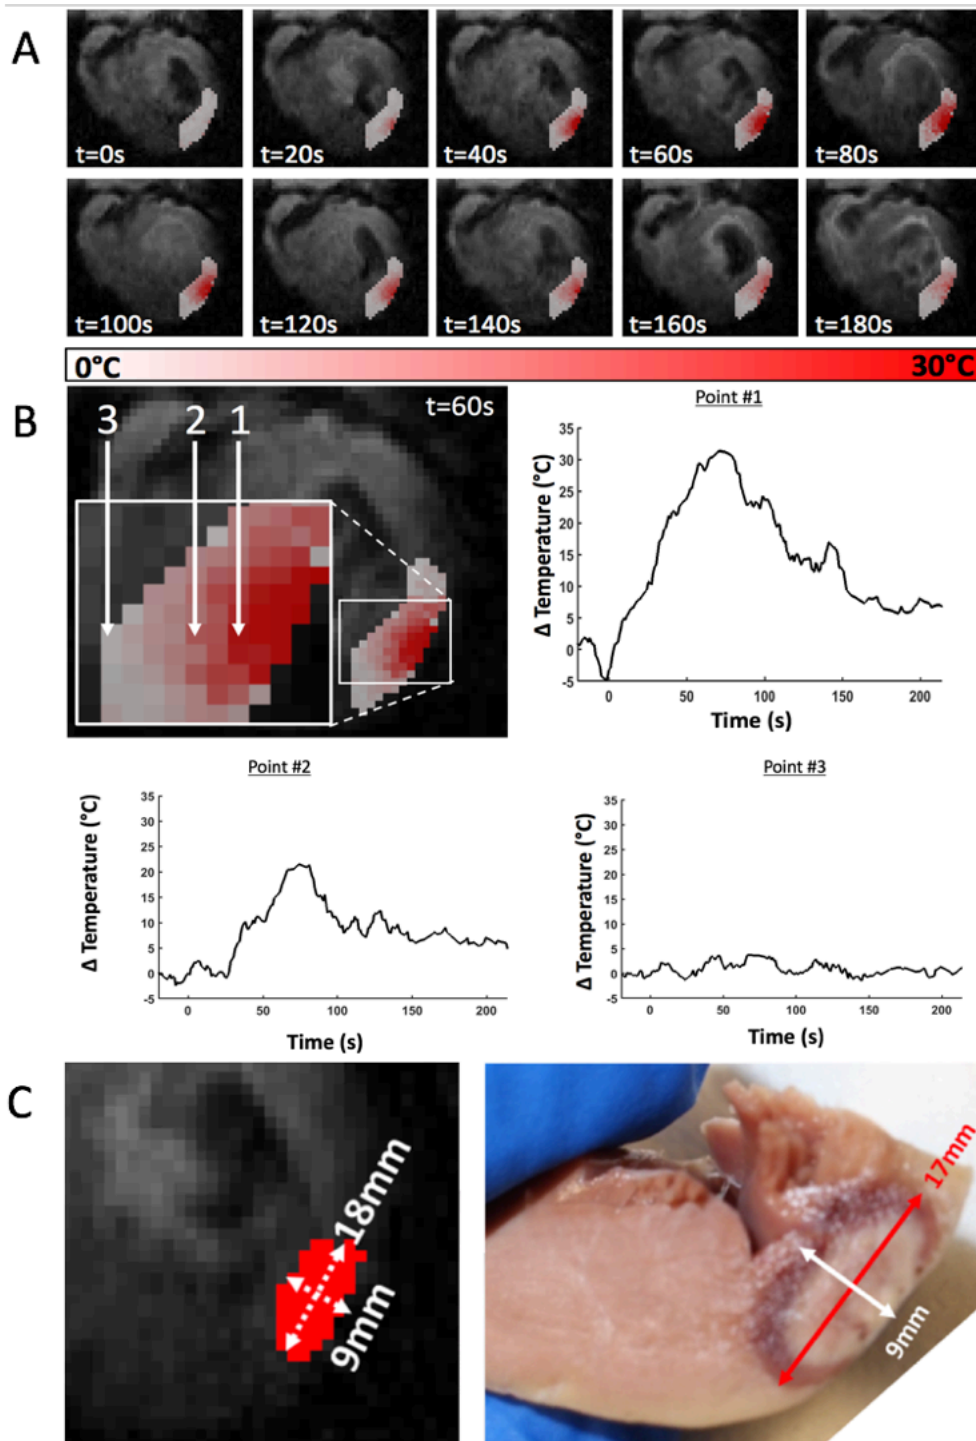 A
t=0s
t=20s
t=40s
t=60s
t=80s
t=100s
t=120s
t=140s
t=160s
t=180s
0°C
30°C
B
3
2
1
t=60s
Point #1
35
30
25
20
15
10
5
0
-5
Δ Temperature (°C)
0
50
100
150
200
Time (s)
Point #2
35
30
25
20
15
10
5
0
-5
Δ Temperature (°C)
0
50
100
150
200
Time (s)
Point #3
35
30
25
20
15
10
5
0
-5
Δ Temperature (°C)
0
50
100
150
200
Time (s)
C
18mm
9mm
17mm
9mm